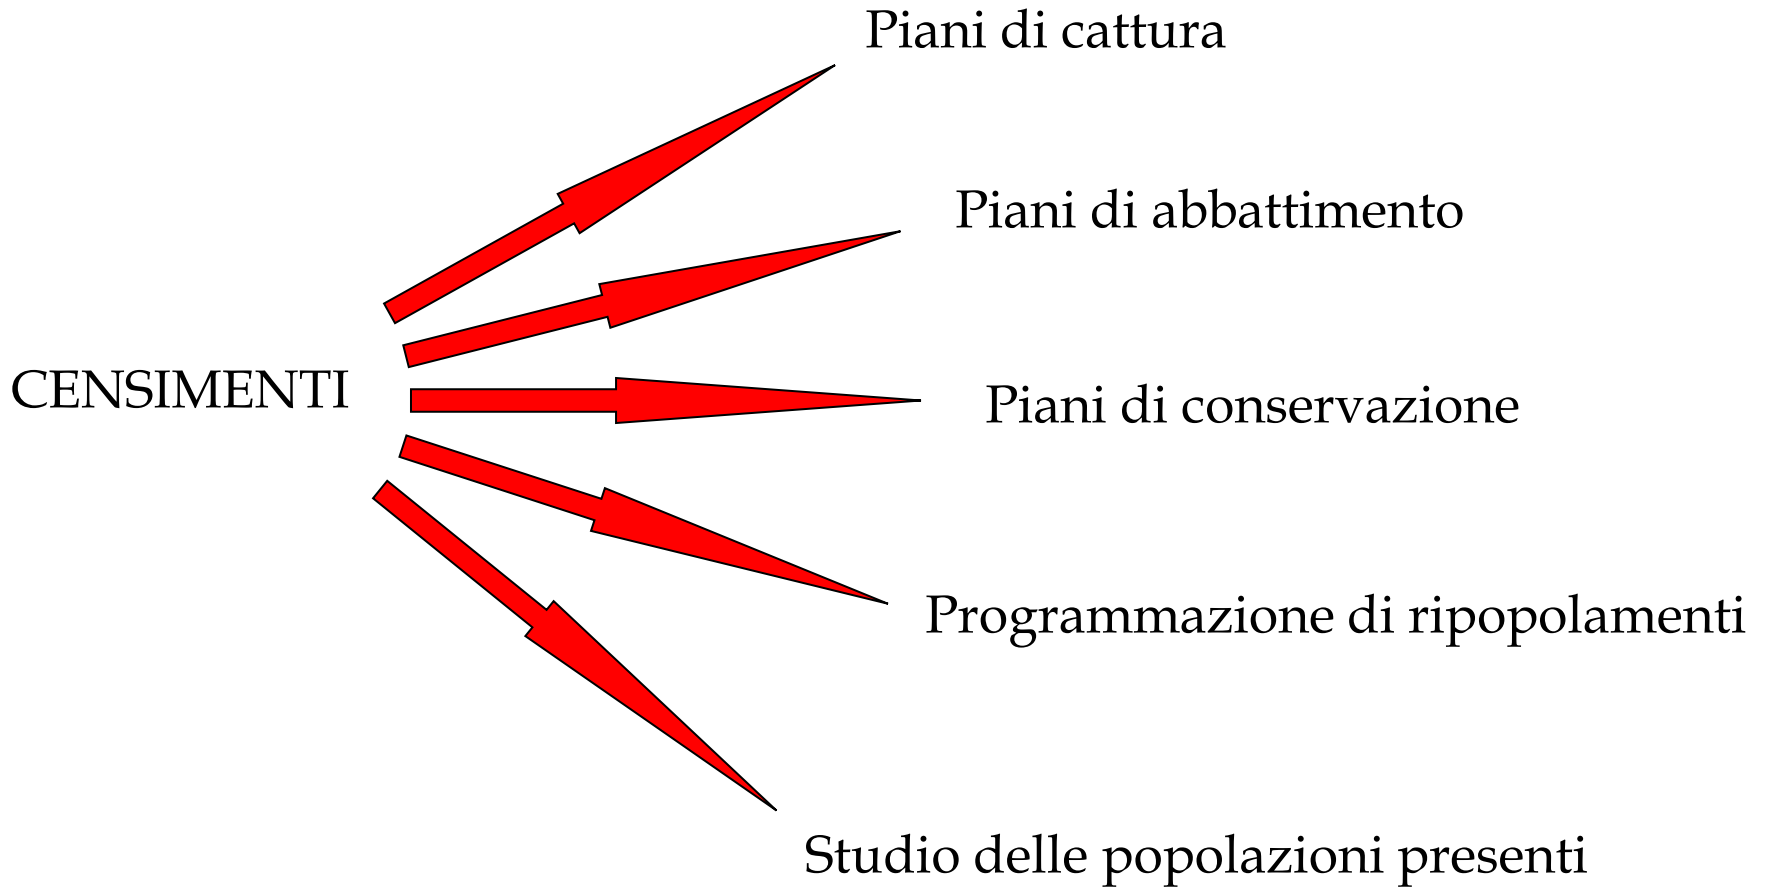 Piani di cattura
Piani di abbattimento
CENSIMENTI
Piani di conservazione
Programmazione di ripopolamenti
Studio delle popolazioni presenti